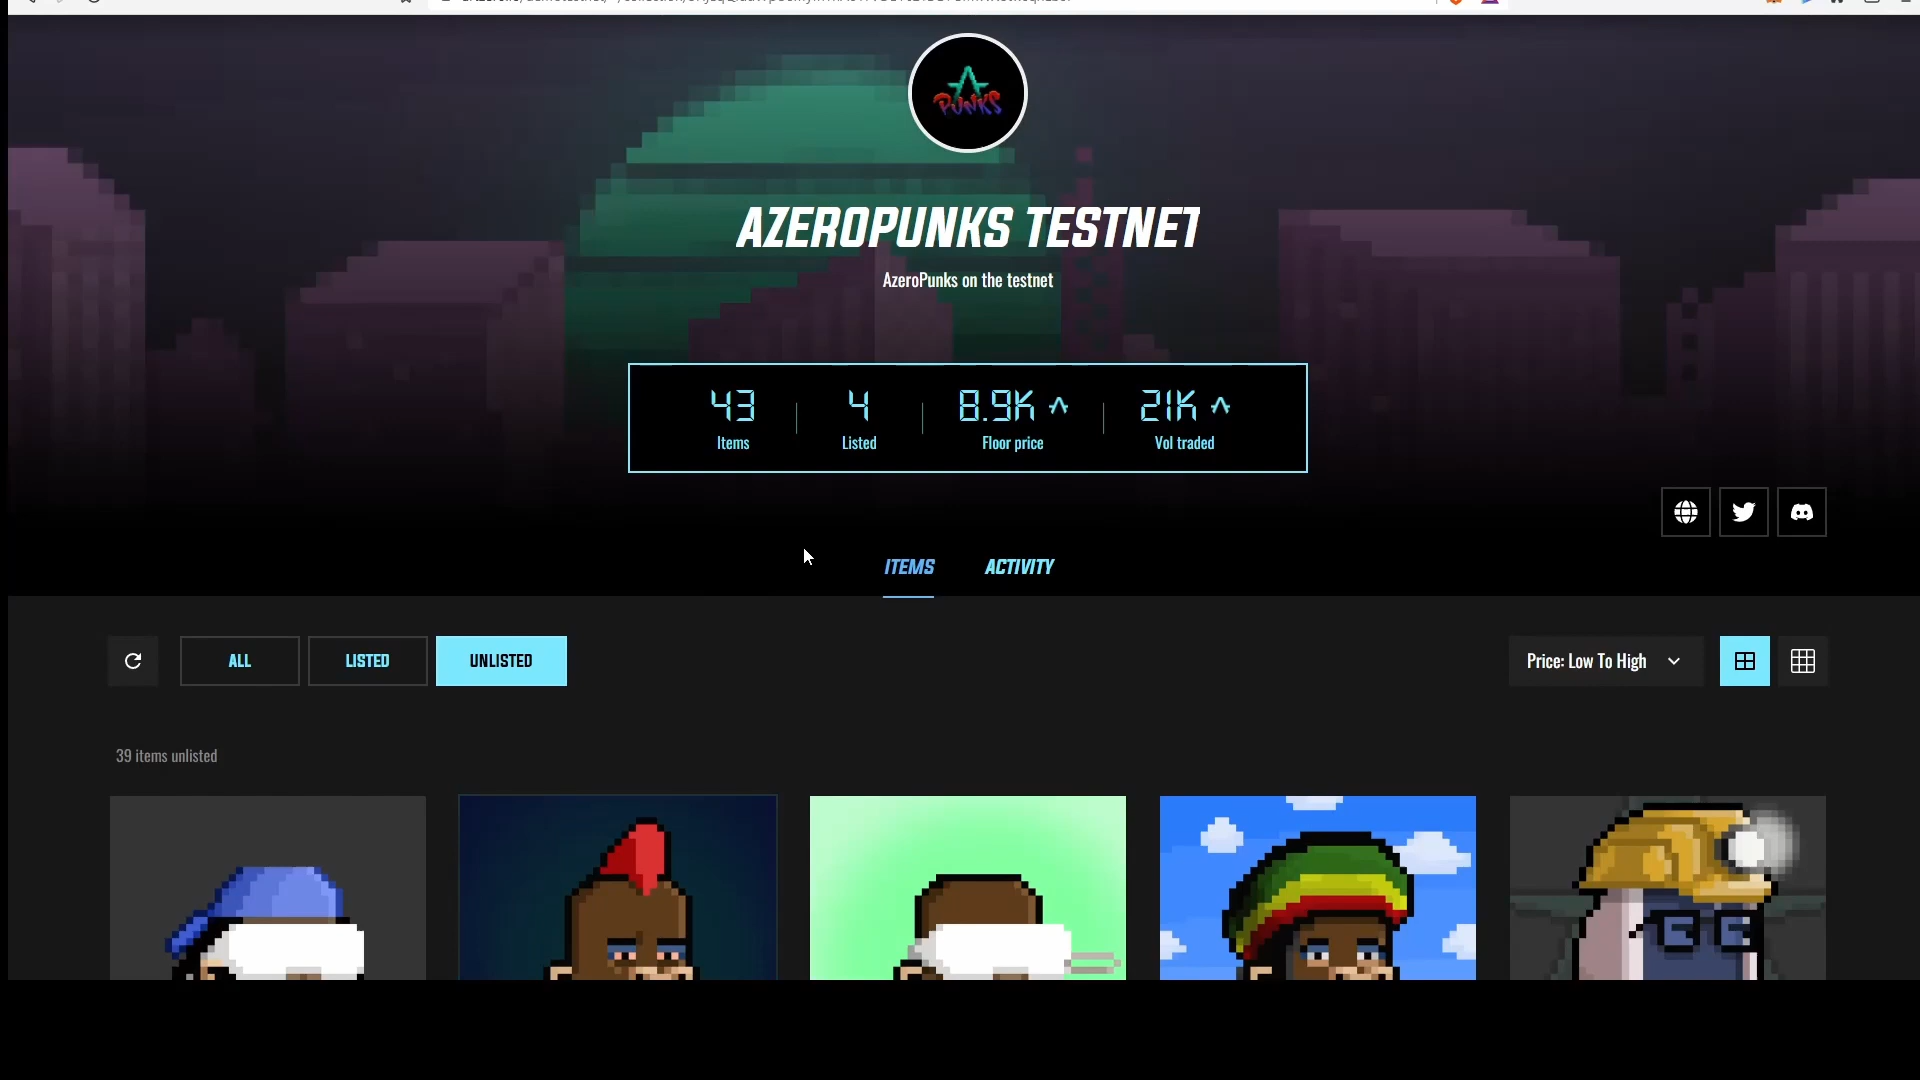 PUNKS
AZEROPUNKS TESTNET
AzeroPunks on the testnet
43
Items
4
Listed
8.9K
Floor price
21K
Vol traded
ITEMS
ACTIVITY
ALL
LISTED
UNLISTED
Price: Low To High
39 items unlisted